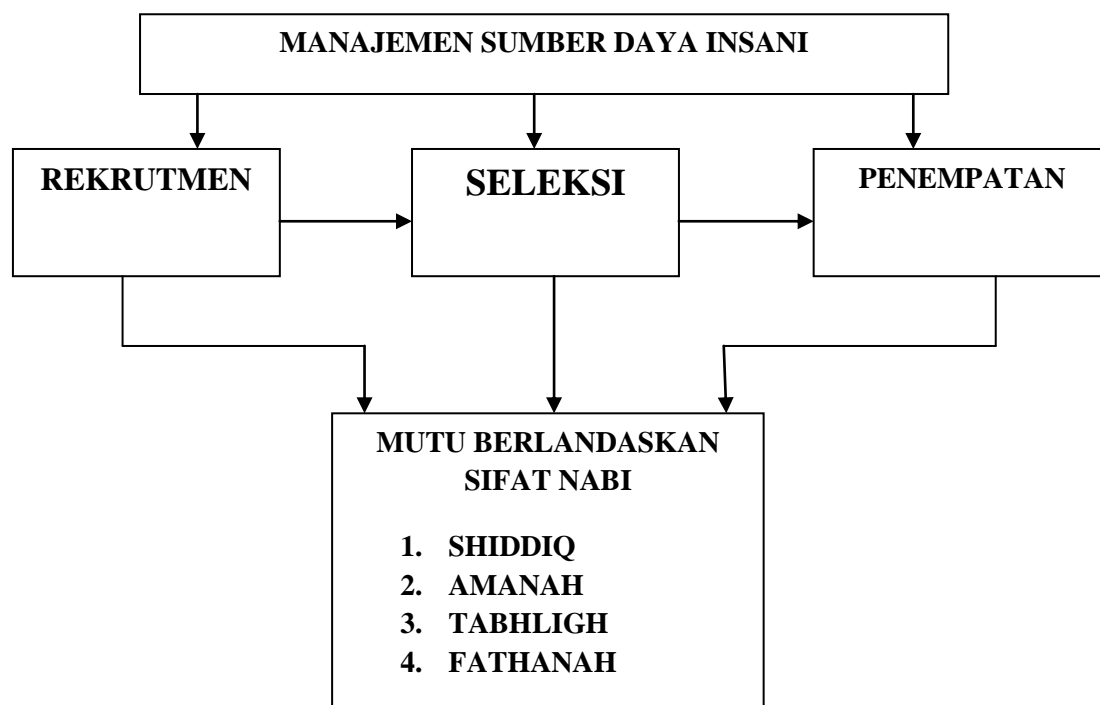 MANAJEMEN SUMBER DAYA INSANI
REKRUTMEN
SELEKSI
PENEMPATAN
MUTU BERLANDASKAN
SIFAT NABI
1. SHIDDIQ
2. AMANAH
3. TABHLIGH
4. FATHANAH